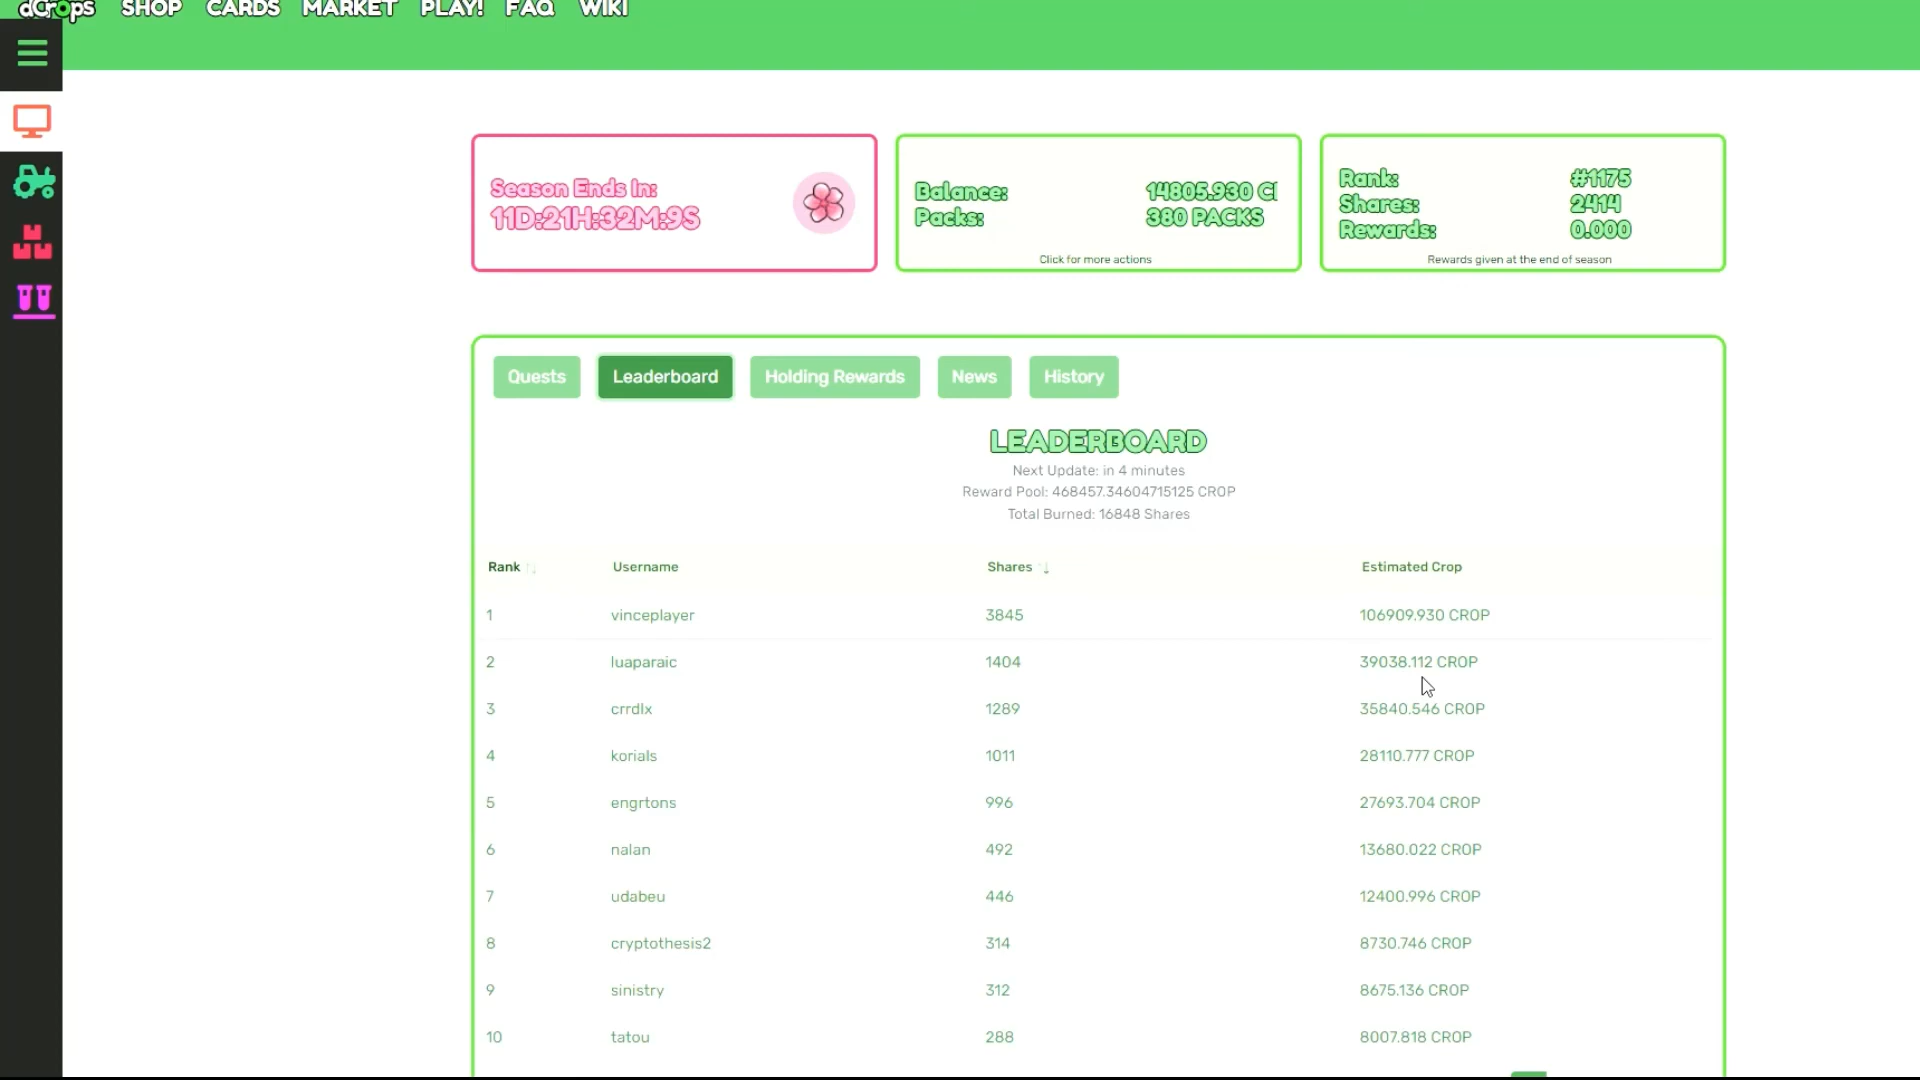 dCrops SHOP CARDS MARKET PLAY! FAQ WIKI
Season Ends In:
11D:21H:32M:9S
Balance: 14805.930 C
Packs: 380 PACKS
Click for more actions
Rank: #1175
Shares: 2414
Rewards: 0.000
Rewards given at the end of season
Quests Leaderboard Holding Rewards News History
LEADERBOARD
Next Update: in 4 minutes
Reward Pool: 468457.34604715125 CROP
Total Burned: 16848 Shares
Rank Username Shares Estimated Crop
1 vinceplayer 3845 106909.930 CROP
2 luaparaic 1404 39038.112 CROP
3 crrdlx 1289 35840.546 CROP
4 korials 1011 28110.777 CROP
5 engrtons 996 27693.704 CROP
6 nalan 492 13680.022 CROP
7 udabeu 446 12400.996 CROP
8 cryptothesis2 314 8730.746 CROP
9 sinistry 312 8675.136 CROP
10 tatou 288 8007.818 CROP